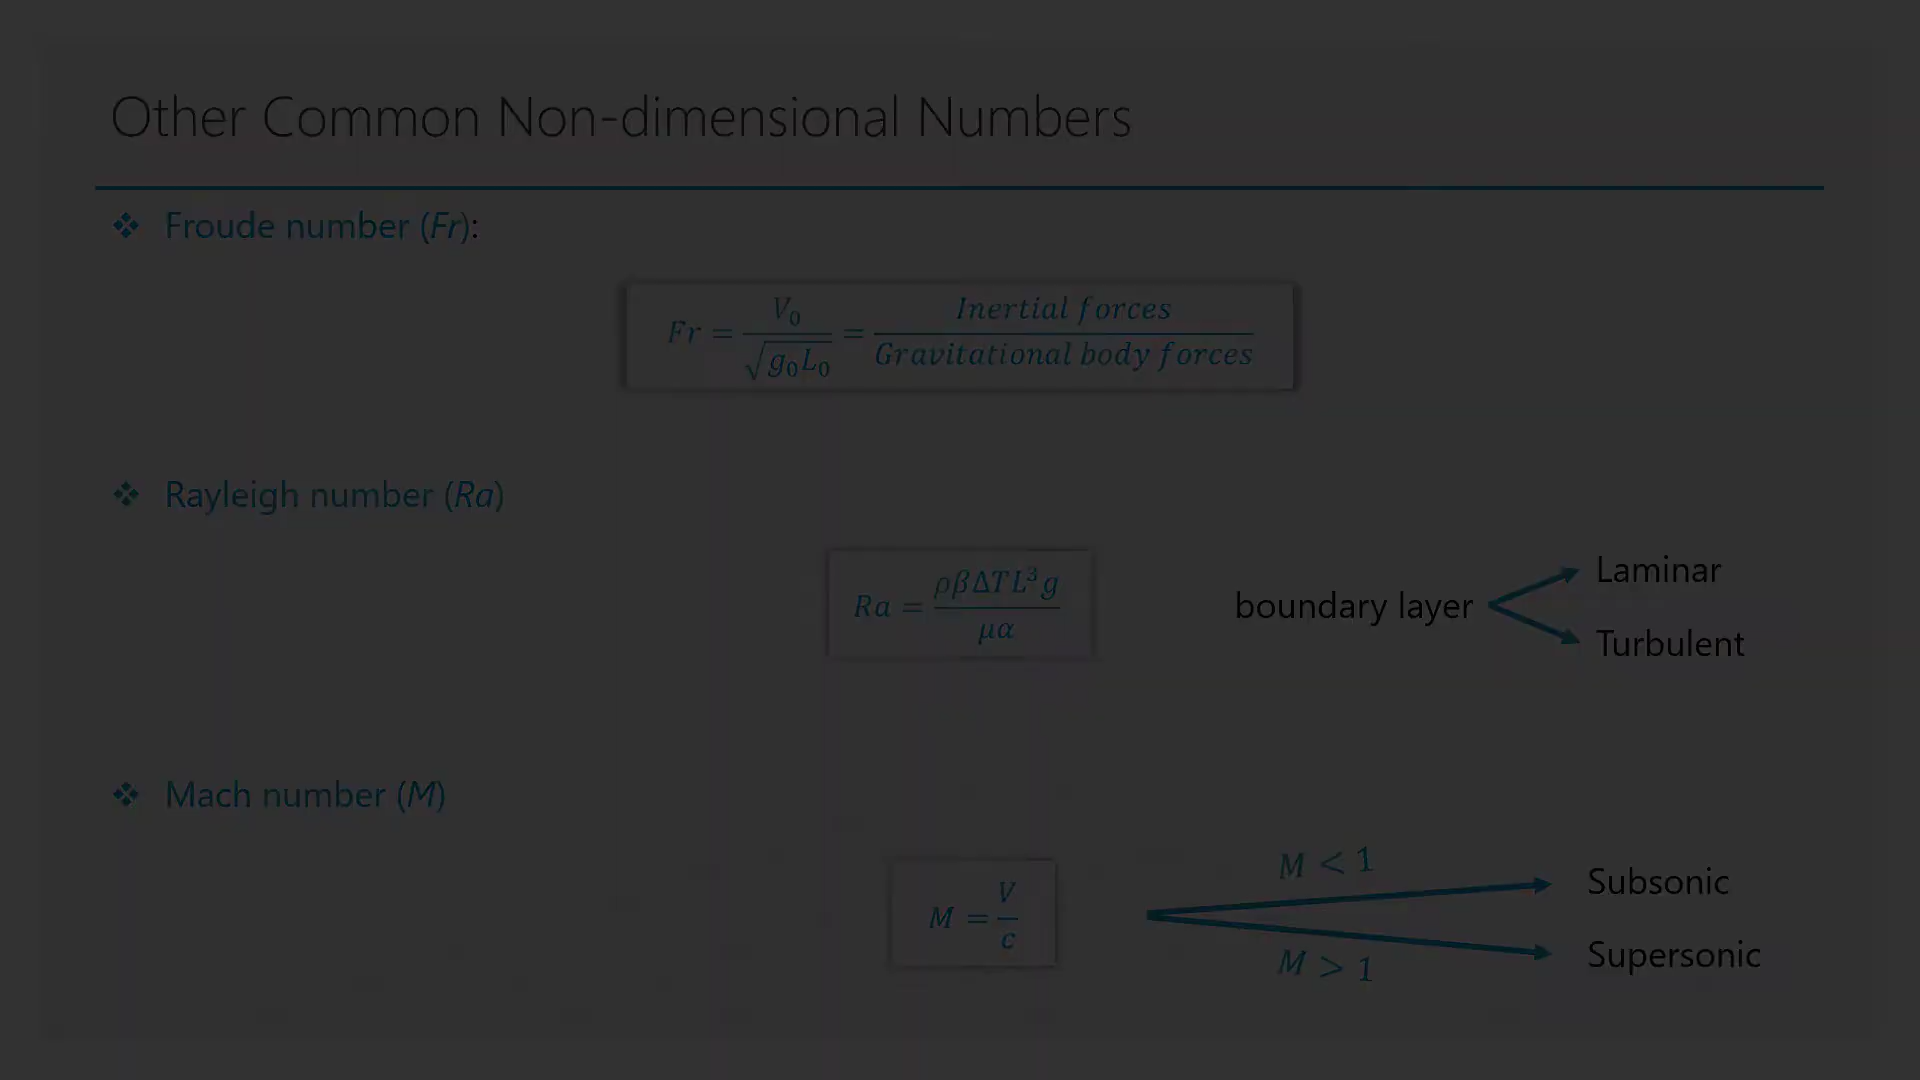 Other Common Non-dimensional Numbers
❖ Froude number (Fr):
Fr = V₀ / √(g₀L₀) = Inertial forces / Gravitational body forces
❖ Rayleigh number (Ra)
Ra = ρβΔTL³g / μα
boundary layer
Laminar
Turbulent
❖ Mach number (M)
M = V / c
M < 1
Subsonic
M > 1
Supersonic